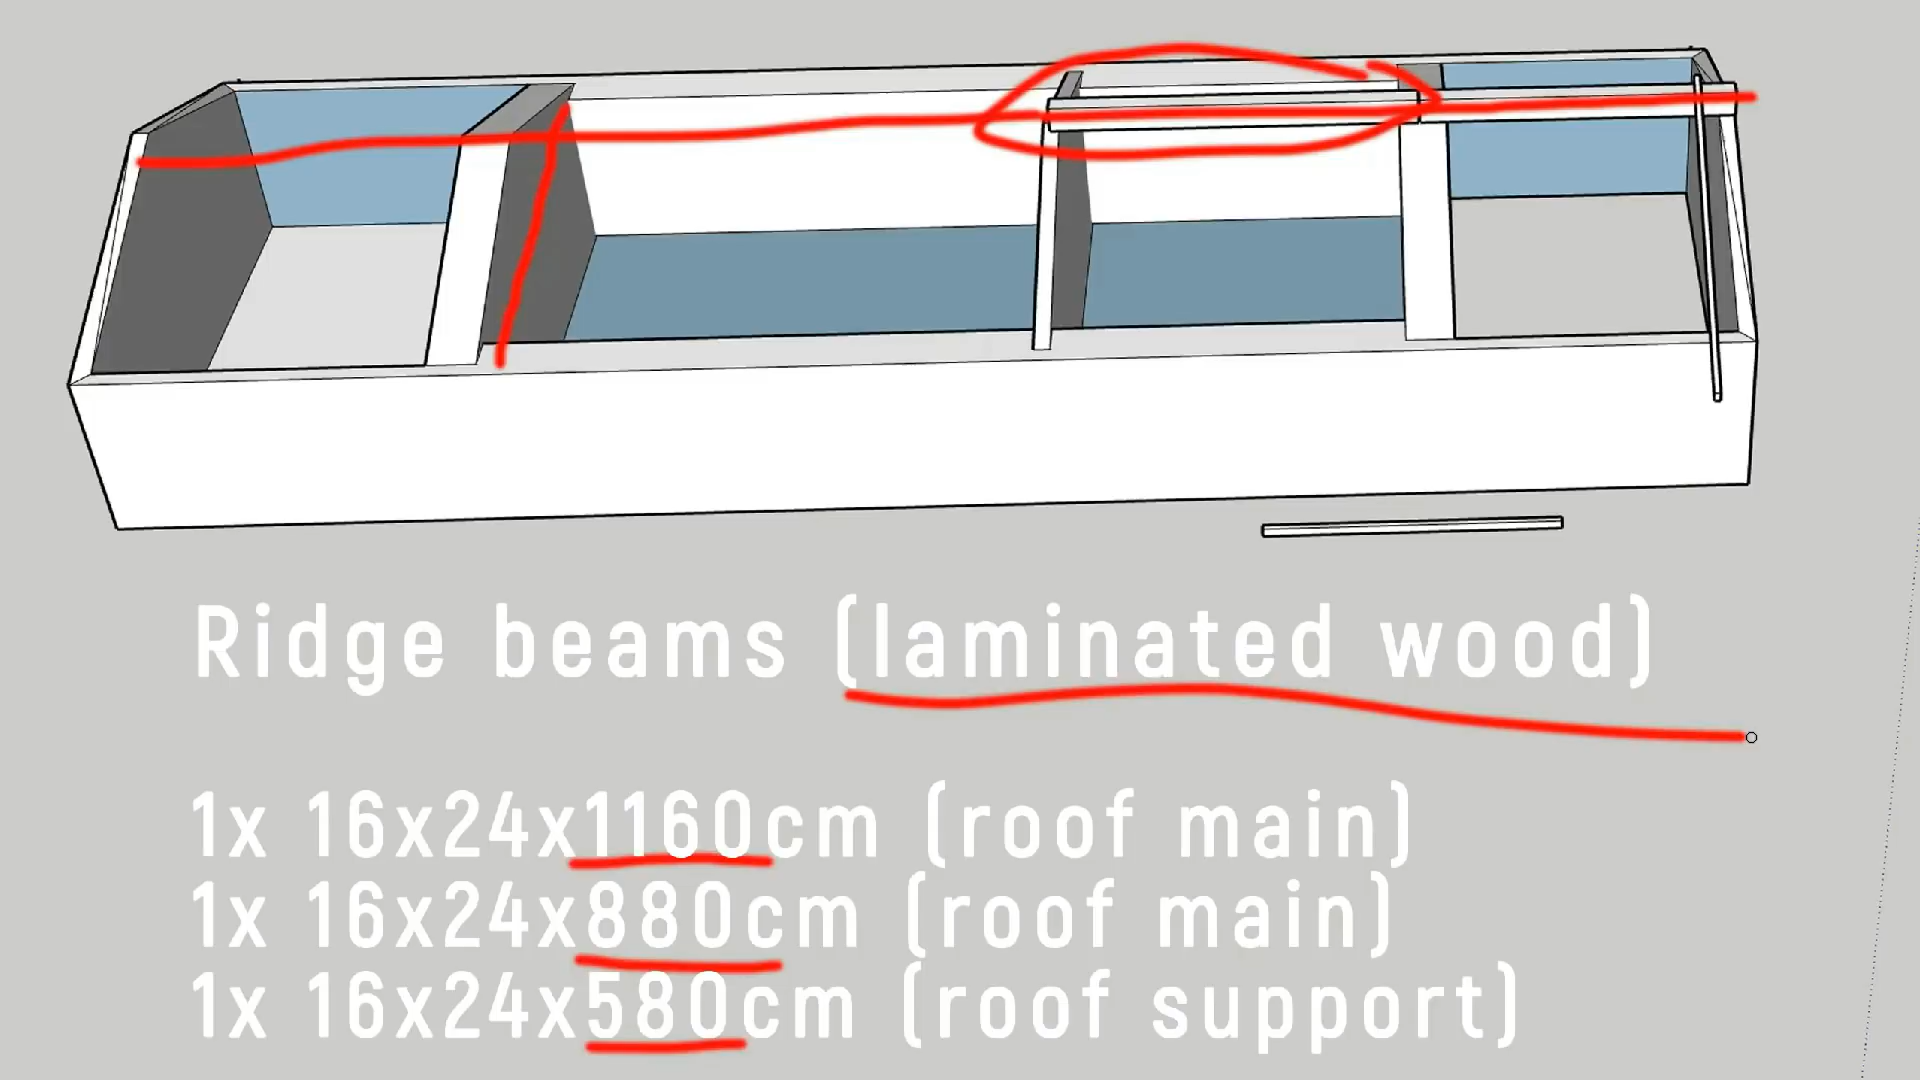 Ridge beams (laminated wood)
1x 16x24x1160cm (roof main)
1x 16x24x880cm (roof main)
1x 16x24x580cm (roof support)